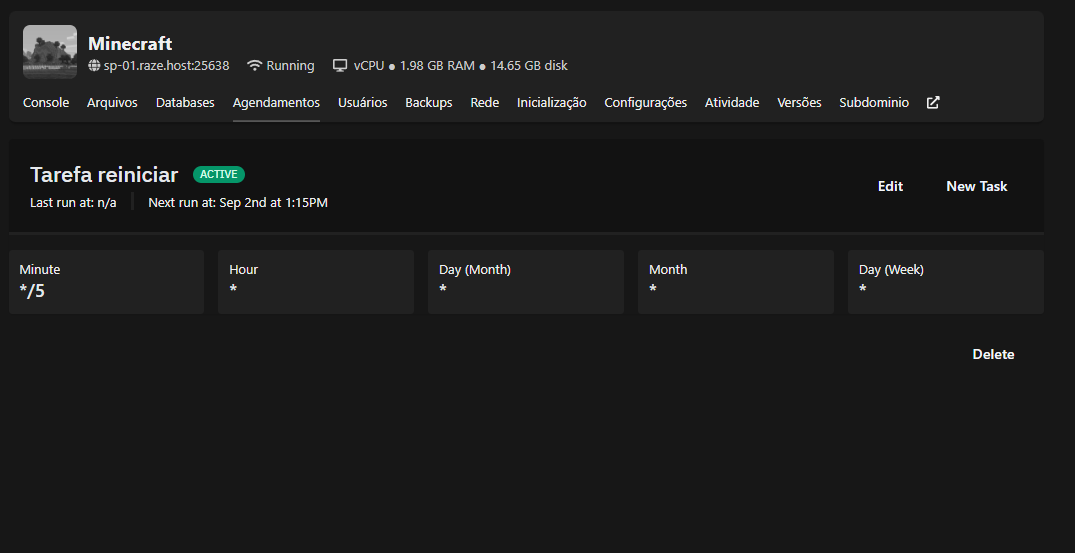 Minecraft
sp-01.raze.host:25638 Running vCPU ● 1.98 GB RAM ● 14.65 GB disk
Console Arquivos Databases Agendamentos Usuários Backups Rede Inicialização Configurações Atividade Versões Subdominio
Tarefa reiniciar ACTIVE
Last run at: n/a Next run at: Sep 2nd at 1:15PM
Edit New Task
Minute Hour Day (Month) Month Day (Week)
*/5 * * * *
Delete